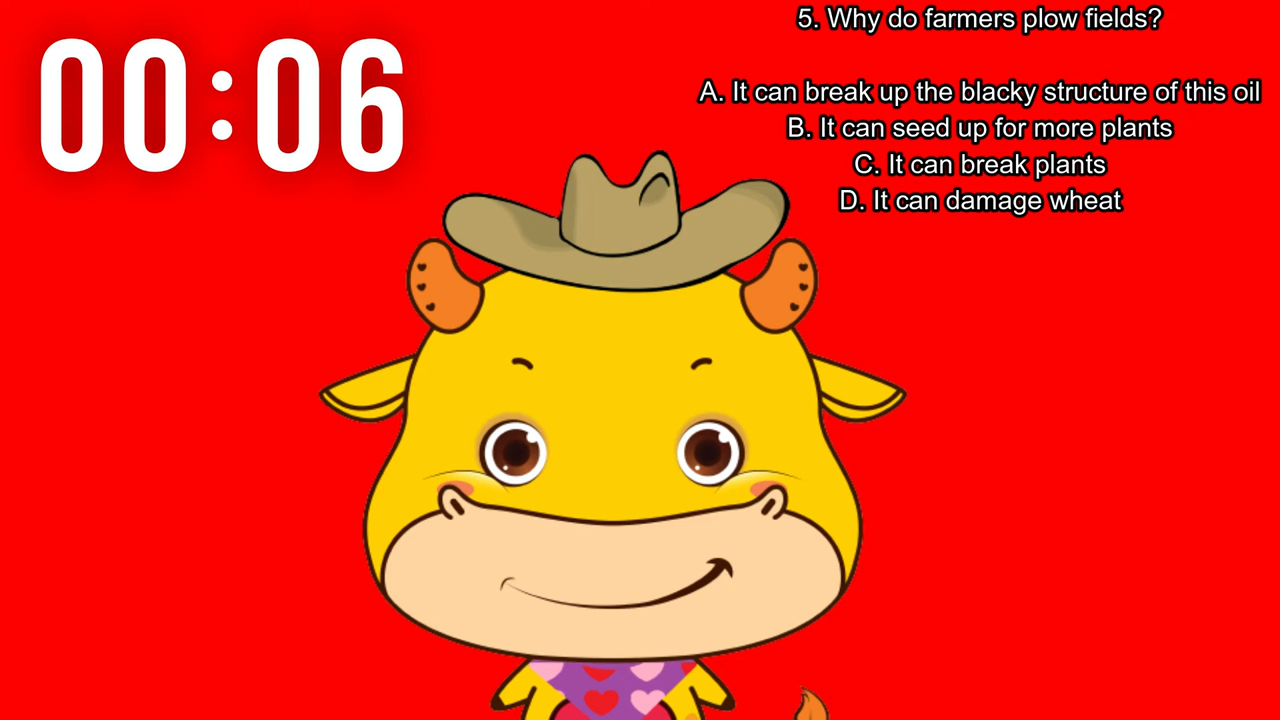 00:06
5. Why do farmers plow fields?
A. It can break up the blacky structure of this oil
B. It can seed up for more plants
C. It can break plants
D. It can damage wheat